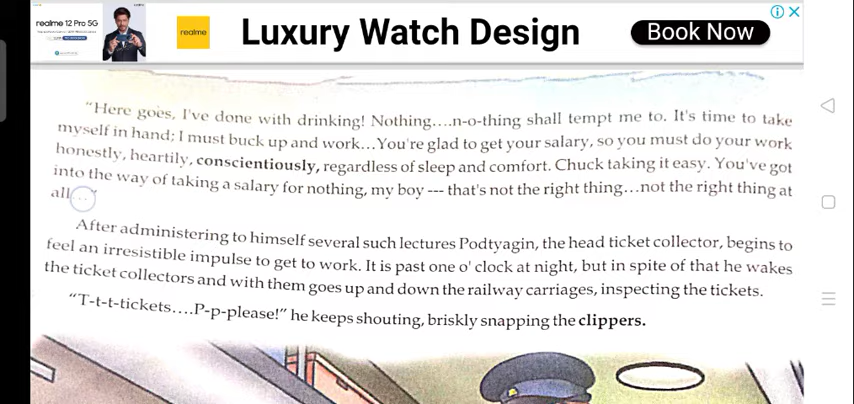 realme 12 Pro 5G
realme
Luxury Watch Design
Book Now
"Here goes, I've done with drinking! Nothing....n-o-thing shall tempt me to. It's time to take
myself in hand; I must buck up and work...You're glad to get your salary, so you must do your work
honestly, heartily, conscientiously, regardless of sleep and comfort. Chuck taking it easy. You've got
into the way of taking a salary for nothing, my boy --- that's not the right thing...not the right thing at
all..."
After administering to himself several such lectures Podtyagin, the head ticket collector, begins to
feel an irresistible impulse to get to work. It is past one o' clock at night, but in spite of that he wakes
the ticket collectors and with them goes up and down the railway carriages, inspecting the tickets.
"T-t-t-tickets....P-p-please!" he keeps shouting, briskly snapping the clippers.